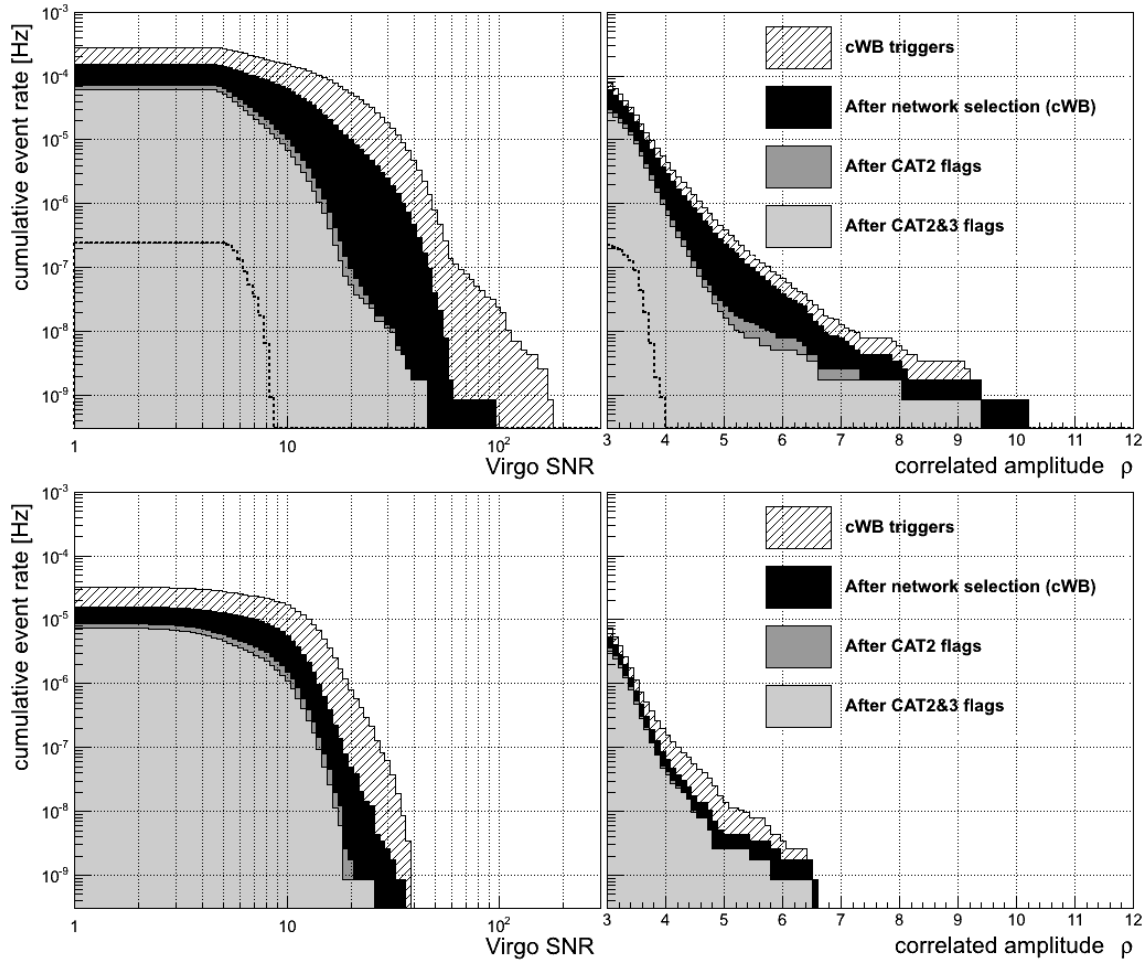 cumulative event rate [Hz]
10^-3
10^-4
10^-5
10^-6
10^-7
10^-8
10^-9
1 10 10^2
Virgo SNR
cWB triggers
After network selection (cWB)
After CAT2 flags
After CAT2&3 flags
3 4 5 6 7 8 9 10 11 12
correlated amplitude ρ
cumulative event rate [Hz]
10^-3
10^-4
10^-5
10^-6
10^-7
10^-8
10^-9
1 10 10^2
Virgo SNR
cWB triggers
After network selection (cWB)
After CAT2 flags
After CAT2&3 flags
3 4 5 6 7 8 9 10 11 12
correlated amplitude ρ